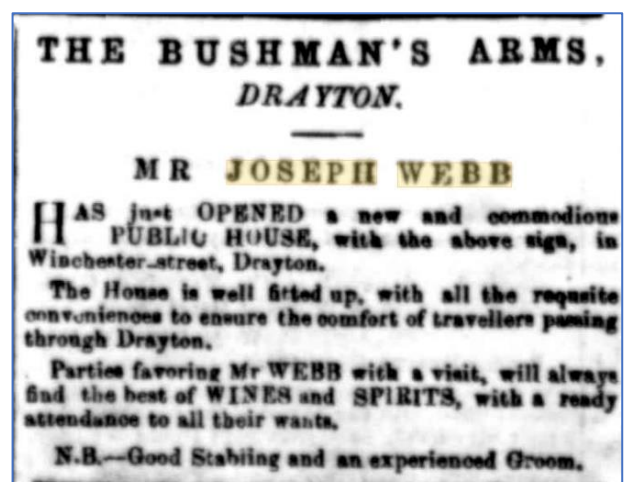 THE BUSHMAN'S ARMS,
DRAYTON.
MR JOSEPH WEBB
HAS just OPENED a new and commodious
PUBLIC HOUSE, with the above sign, in
Winchester-street, Drayton.
The House is well fitted up, with all the requsite
conveniences to ensure the comfort of travellers passing
through Drayton.
Parties favoring Mr WEBB with a visit, will always
find the best of WINES and SPIRITS, with a ready
attendance to all their wants.
N.B.—Good Stabling and an experienced Groom.